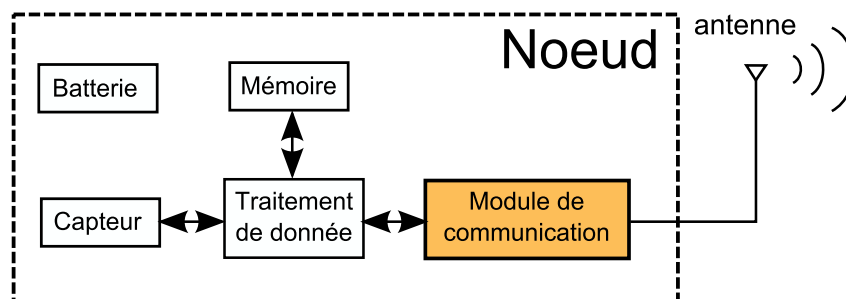 Noeud
antenne
Batterie
Mémoire
Capteur
Traitement
de donnée
Module de
communication